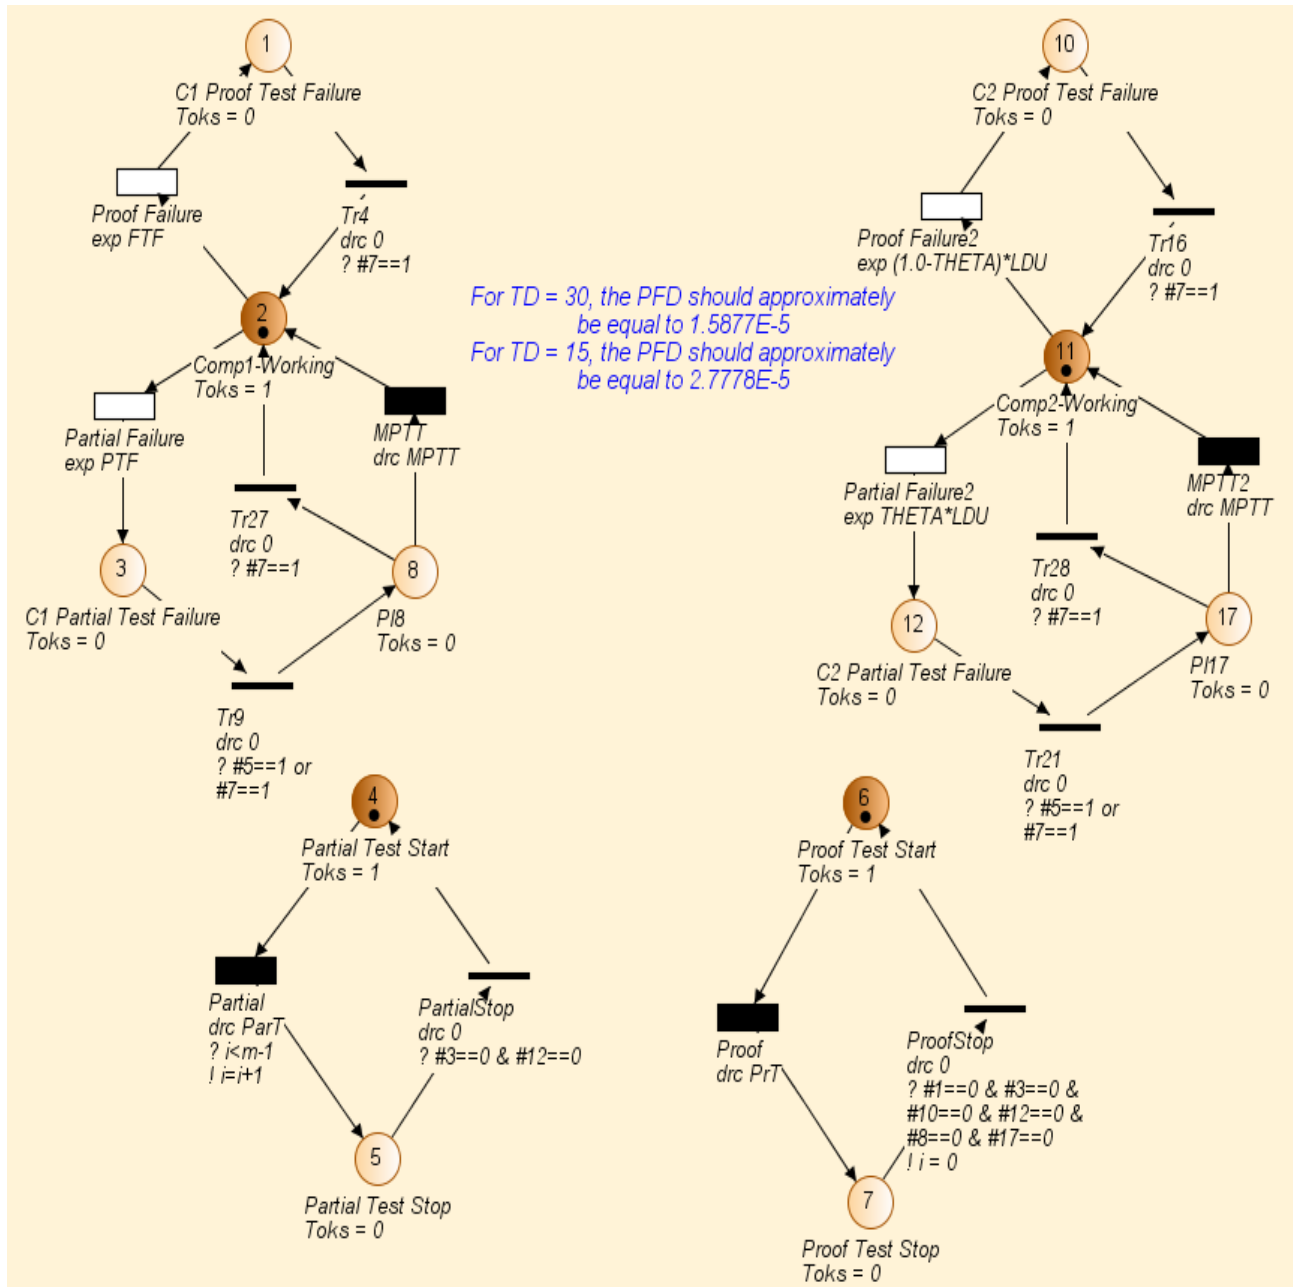 1
C1 Proof Test Failure
Toks = 0
Proof Failure
exp FTF
Tr4
drc 0
? #7==1
2
Comp1-Working
Toks = 1
Partial Failure
exp PTF
MPTT
drc MPTT
Tr27
drc 0
? #7==1
3
C1 Partial Test Failure
Toks = 0
8
Pl8
Toks = 0
Tr9
drc 0
? #5==1 or
#7==1
For TD = 30, the PFD should approximately
be equal to 1.5877E-5
For TD = 15, the PFD should approximately
be equal to 2.7778E-5
10
C2 Proof Test Failure
Toks = 0
Proof Failure2
exp (1.0-THETA)*LDU
Tr16
drc 0
? #7==1
11
Comp2-Working
Toks = 1
Partial Failure2
exp THETA*LDU
MPTT2
drc MPTT
Tr28
drc 0
? #7==1
12
C2 Partial Test Failure
Toks = 0
17
Pl17
Toks = 0
Tr21
drc 0
? #5==1 or
#7==1
4
Partial Test Start
Toks = 1
Partial
drc ParT
? i<m-1
! i=i+1
PartialStop
drc 0
? #3==0 & #12==0
5
Partial Test Stop
Toks = 0
6
Proof Test Start
Toks = 1
Proof
drc PrT
ProofStop
drc 0
? #1==0 & #3==0 &
#10==0 & #12==0 &
#8==0 & #17==0
! i = 0
7
Proof Test Stop
Toks = 0